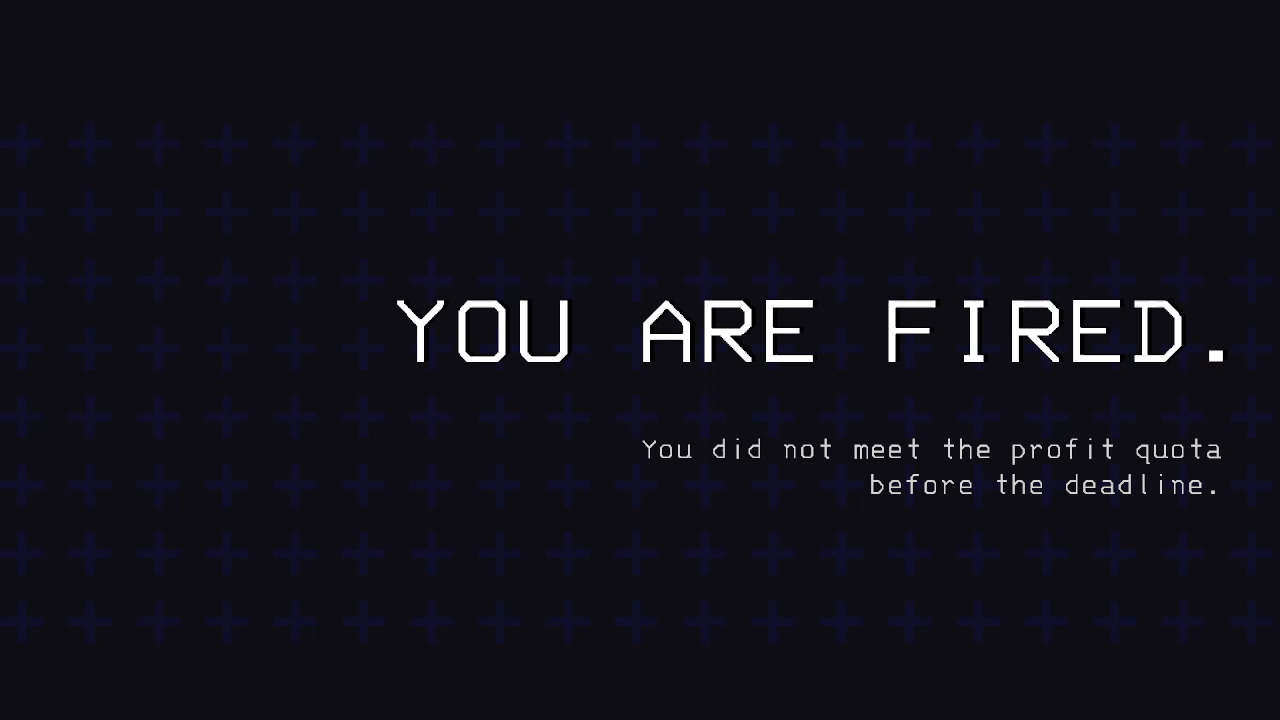 YOU ARE FIRED.
You did not meet the profit quota
before the deadline.